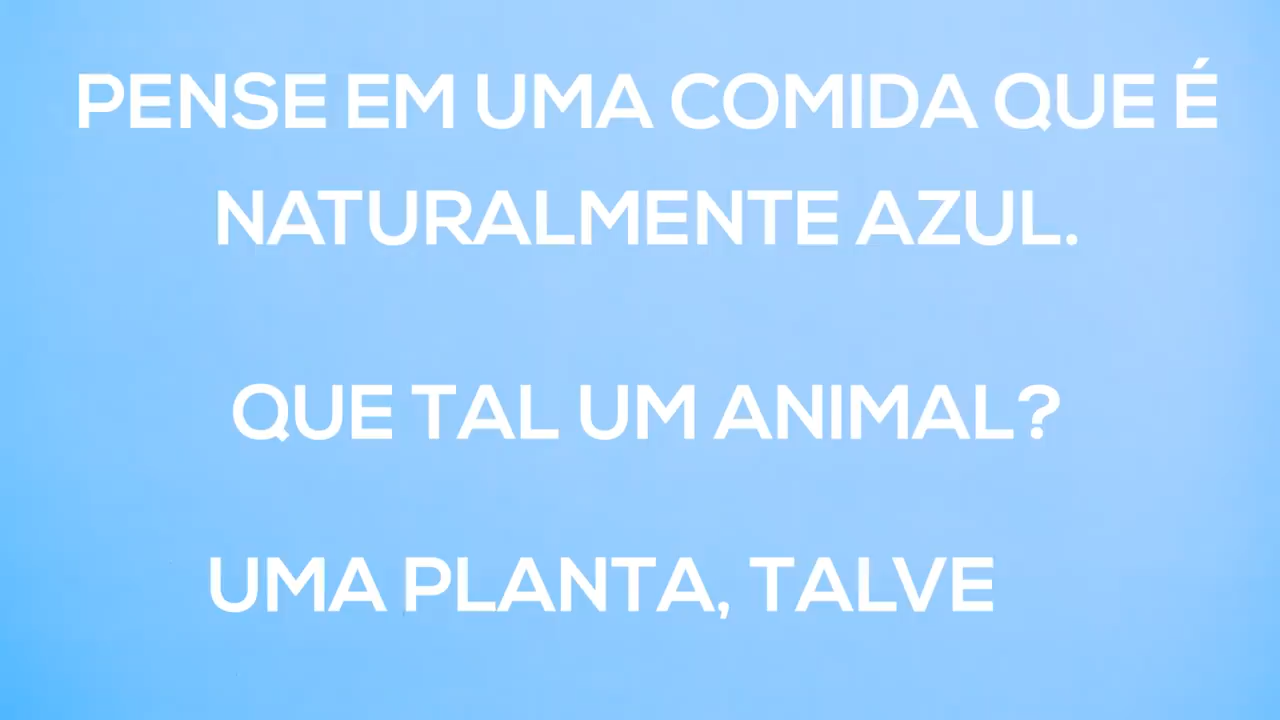 PENSE EM UMA COMIDA QUE É
NATURALMENTE AZUL.
QUE TAL UM ANIMAL?
UMA PLANTA, TALVE